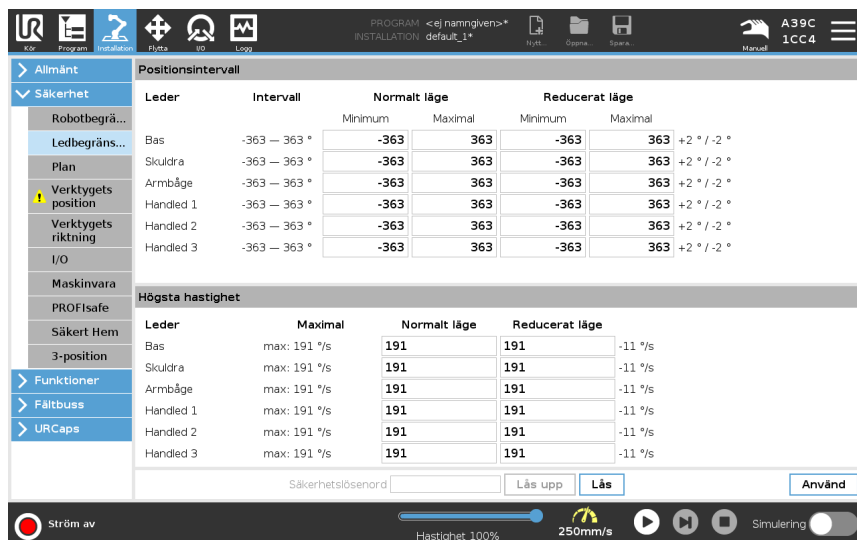 UR
Kör
Program
Installation
Flytta
I/O
Logg
PROGRAM <ej namngiven>*
INSTALLATION default_1*
Nytt...
Öppna...
Spara...
Manuell
A39C
1CC4
Allmänt
Säkerhet
Robotbegrä...
Ledbegräns...
Plan
Verktygets
position
Verktygets
riktning
I/O
Maskinvara
PROFIsafe
Säkert Hem
3-position
Funktioner
Fältbuss
URCaps
Positionsintervall
Leder Intervall Normalt läge Reducerat läge
Minimum Maximal Minimum Maximal
Bas -363 — 363 ° -363 363 -363 363 +2 ° / -2 °
Skuldra -363 — 363 ° -363 363 -363 363 +2 ° / -2 °
Armbåge -363 — 363 ° -363 363 -363 363 +2 ° / -2 °
Handled 1 -363 — 363 ° -363 363 -363 363 +2 ° / -2 °
Handled 2 -363 — 363 ° -363 363 -363 363 +2 ° / -2 °
Handled 3 -363 — 363 ° -363 363 -363 363 +2 ° / -2 °
Högsta hastighet
Leder Maximal Normalt läge Reducerat läge
Bas max: 191 °/s 191 191 -11 °/s
Skuldra max: 191 °/s 191 191 -11 °/s
Armbåge max: 191 °/s 191 191 -11 °/s
Handled 1 max: 191 °/s 191 191 -11 °/s
Handled 2 max: 191 °/s 191 191 -11 °/s
Handled 3 max: 191 °/s 191 191 -11 °/s
Säkerhetslösenord Lås upp Lås Använd
Ström av
Hastighet 100%
250mm/s
Simulering